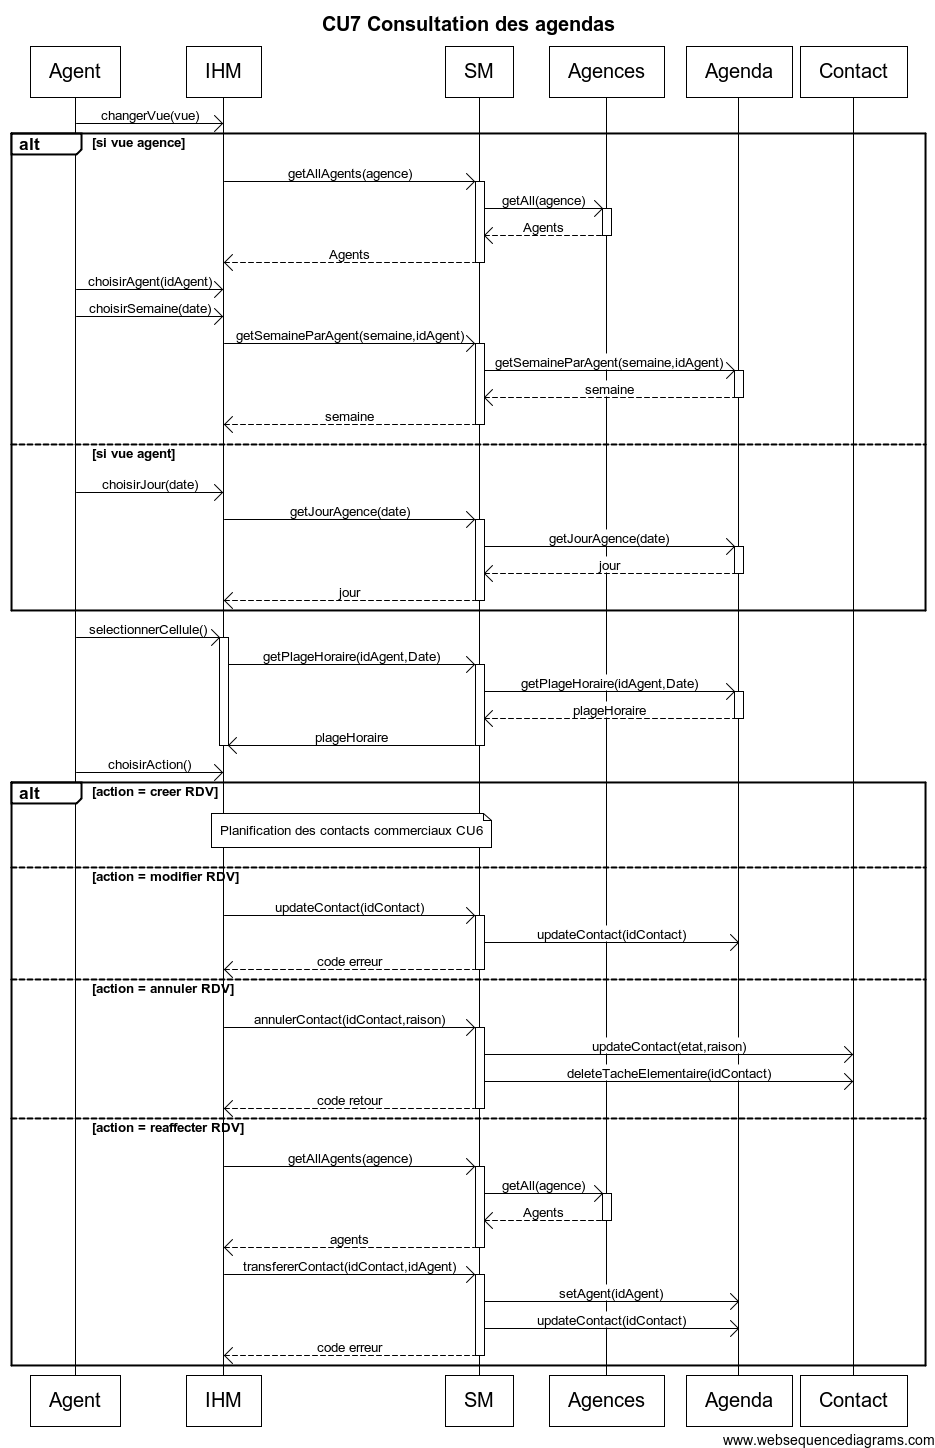 CU7 Consultation des agendas
Agent IHM SM Agences Agenda Contact
changerVue(vue)
alt [si vue agence]
getAllAgents(agence)
getAll(agence)
Agents
Agents
choisirAgent(idAgent)
choisirSemaine(date)
getSemaineParAgent(semaine,idAgent)
getSemaineParAgent(semaine,idAgent)
semaine
semaine
[si vue agent]
choisirJour(date)
getJourAgence(date)
getJourAgence(date)
jour
jour
selectionnerCellule()
getPlageHoraire(idAgent,Date)
getPlageHoraire(idAgent,Date)
plageHoraire
plageHoraire
choisirAction()
alt [action = creer RDV]
Planification des contacts commerciaux CU6
[action = modifier RDV]
updateContact(idContact)
updateContact(idContact)
code erreur
[action = annuler RDV]
annulerContact(idContact,raison)
updateContact(etat,raison)
deleteTacheElementaire(idContact)
code retour
[action = reaffecter RDV]
getAllAgents(agence)
getAll(agence)
Agents
agents
transfererContact(idContact,idAgent)
setAgent(idAgent)
updateContact(idContact)
code erreur
Agent IHM SM Agences Agenda Contact
www.websequencediagrams.com